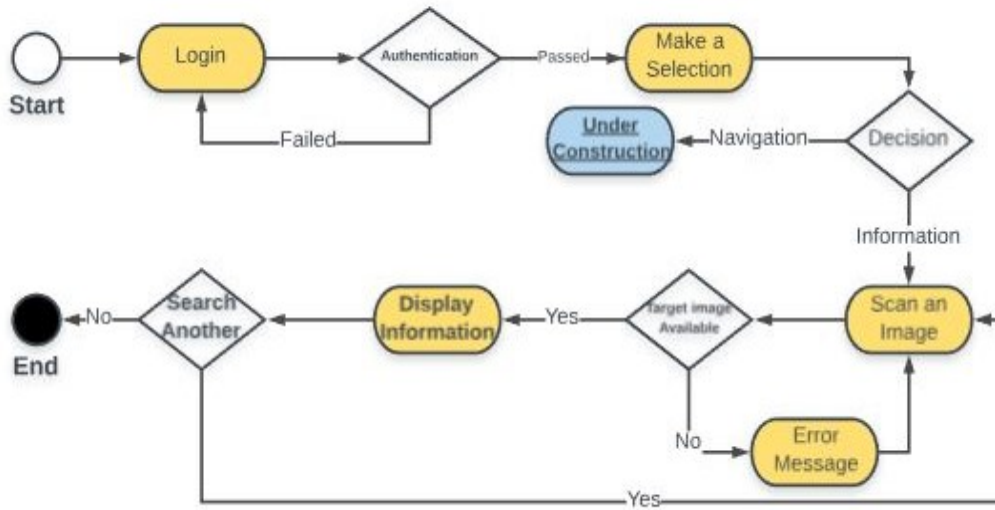 Start
Login
Authentication
Passed
Make a
Selection
Failed
Under
Construction
Navigation
Decision
Information
End
No
Search
Another
Display
Information
Yes
Target image
Available
Scan an
Image
No
Error
Message
Yes